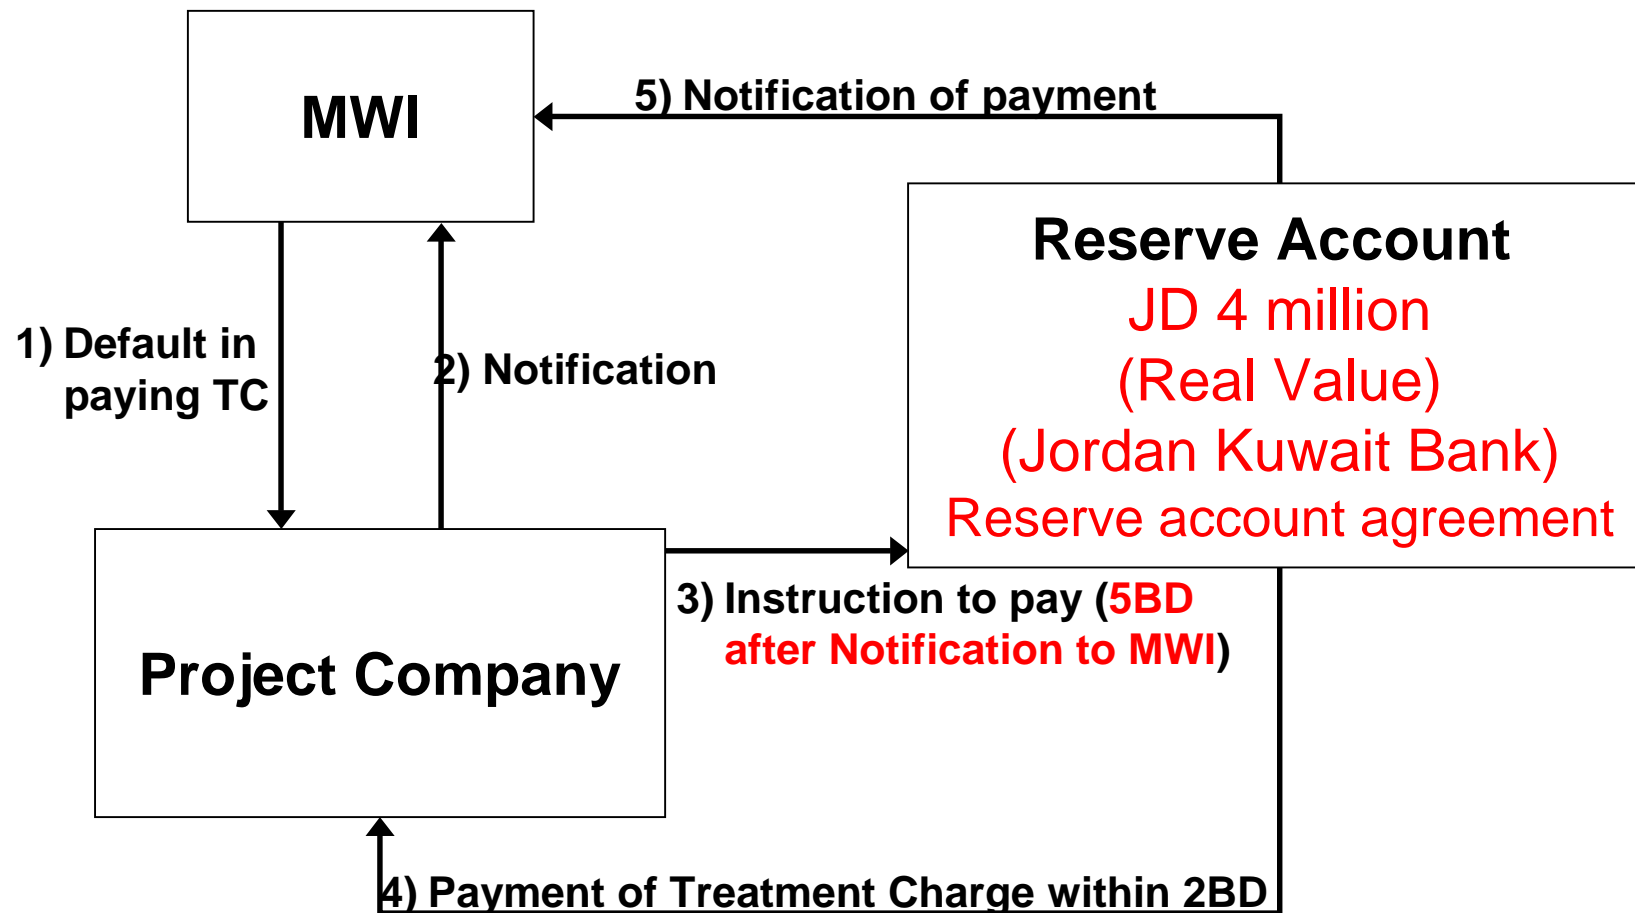 MWI
5) Notification of payment
Reserve Account
JD 4 million
(Real Value)
(Jordan Kuwait Bank)
Reserve account agreement
1) Default in
paying TC
2) Notification
3) Instruction to pay (5BD
after Notification to MWI)
Project Company
4) Payment of Treatment Charge within 2BD